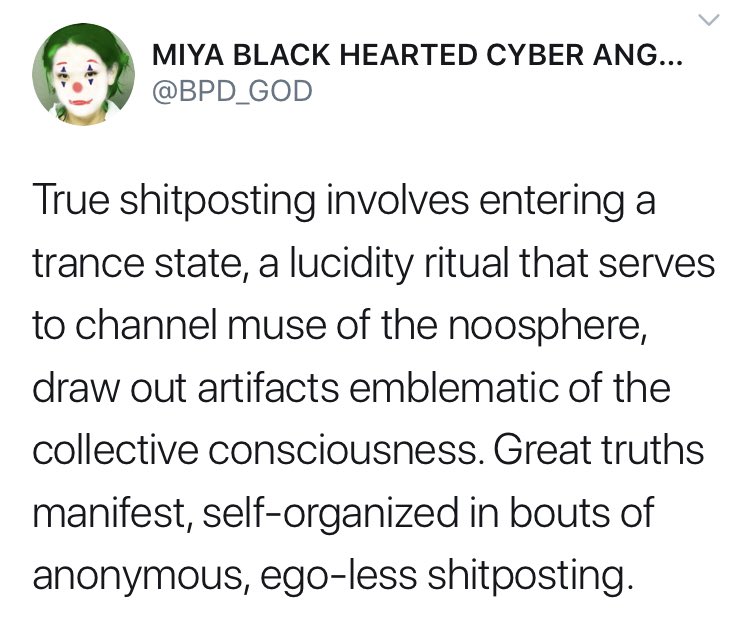 MIYA BLACK HEARTED CYBER ANG...
@BPD_GOD
True shitposting involves entering a
trance state, a lucidity ritual that serves
to channel muse of the noosphere,
draw out artifacts emblematic of the
collective consciousness. Great truths
manifest, self-organized in bouts of
anonymous, ego-less shitposting.